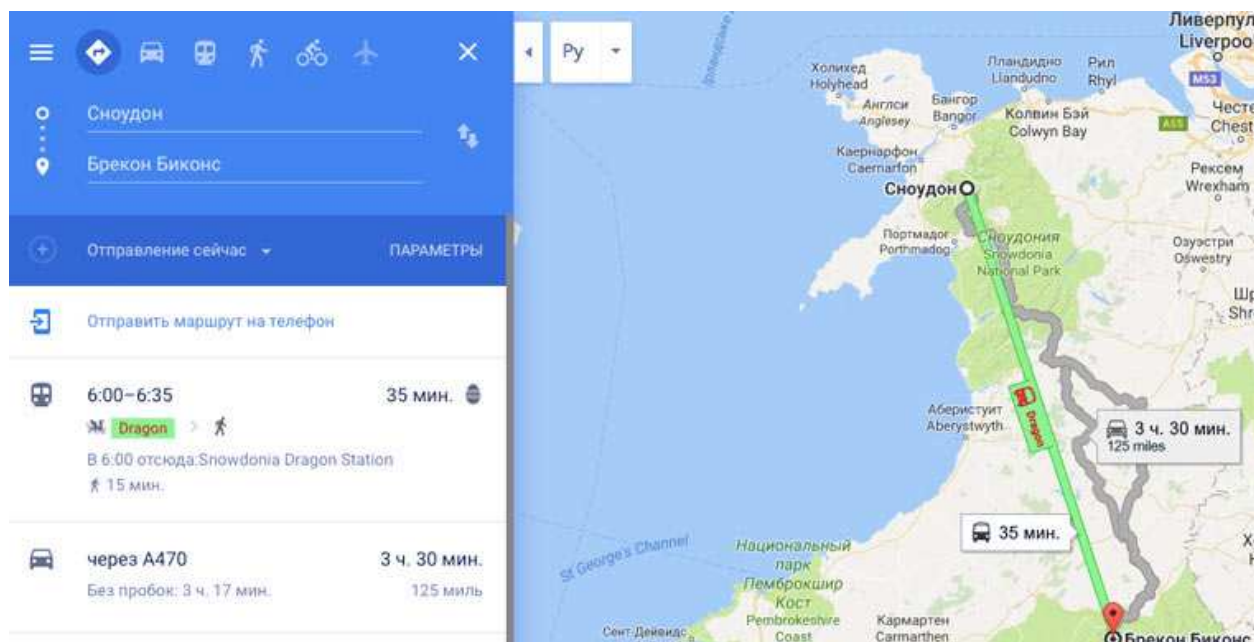 Сноудон
Брекон Биконс
Отправление сейчас
ПАРАМЕТРЫ
Отправить маршрут на телефон
6:00–6:35
35 мин.
Dragon
В 6:00 отсюда:Snowdonia Dragon Station
15 мин.
через A470
3 ч. 30 мин.
Без пробок: 3 ч. 17 мин.
125 миль
Ру
Ливерпул
Liverpoo
M53
Холихед
Holyhead
Лландидно
Llandudno
Рил
Rhyl
Англси
Anglesey
Бангор
Bangor
Колвин Бэй
Colwyn Bay
A55
Честе
Chest
Каернарфон
Caernarfon
Сноудон
Рексем
Wrexham
Портмадог
Porthmadog
Сноудония
Snowdonia
National Park
Озуэстри
Oswestry
Шр
Shr
Аберистуит
Aberystwyth
Dragon
3 ч. 30 мин.
125 miles
35 мин.
St George's Channel
Национальный
парк
Пемброкшир
Кост
Pembrokeshire
Coast
Сент-Дейвидс
Кармартен
Carmarthen
Брекон Биконс